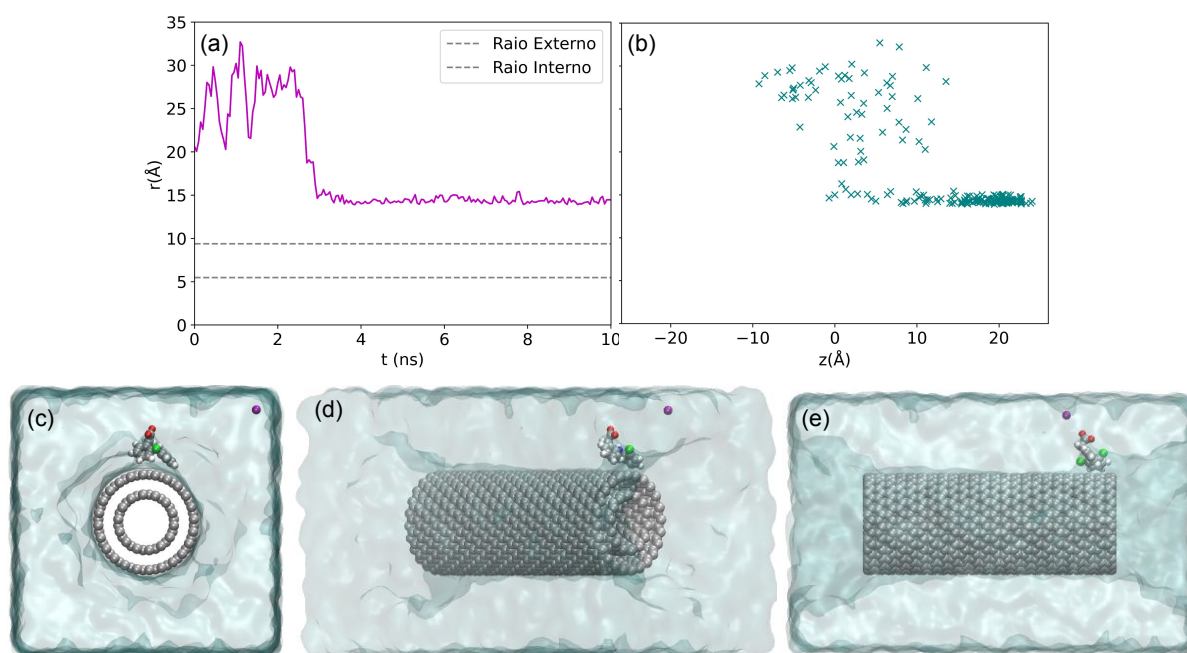 (a)
35
30
25
20
15
10
5
0
r(Å)
Raio Externo
Raio Interno
0 2 4 6 8 10
t (ns)
(b)
−20 −10 0 10 20
z(Å)
(c)
(d)
(e)